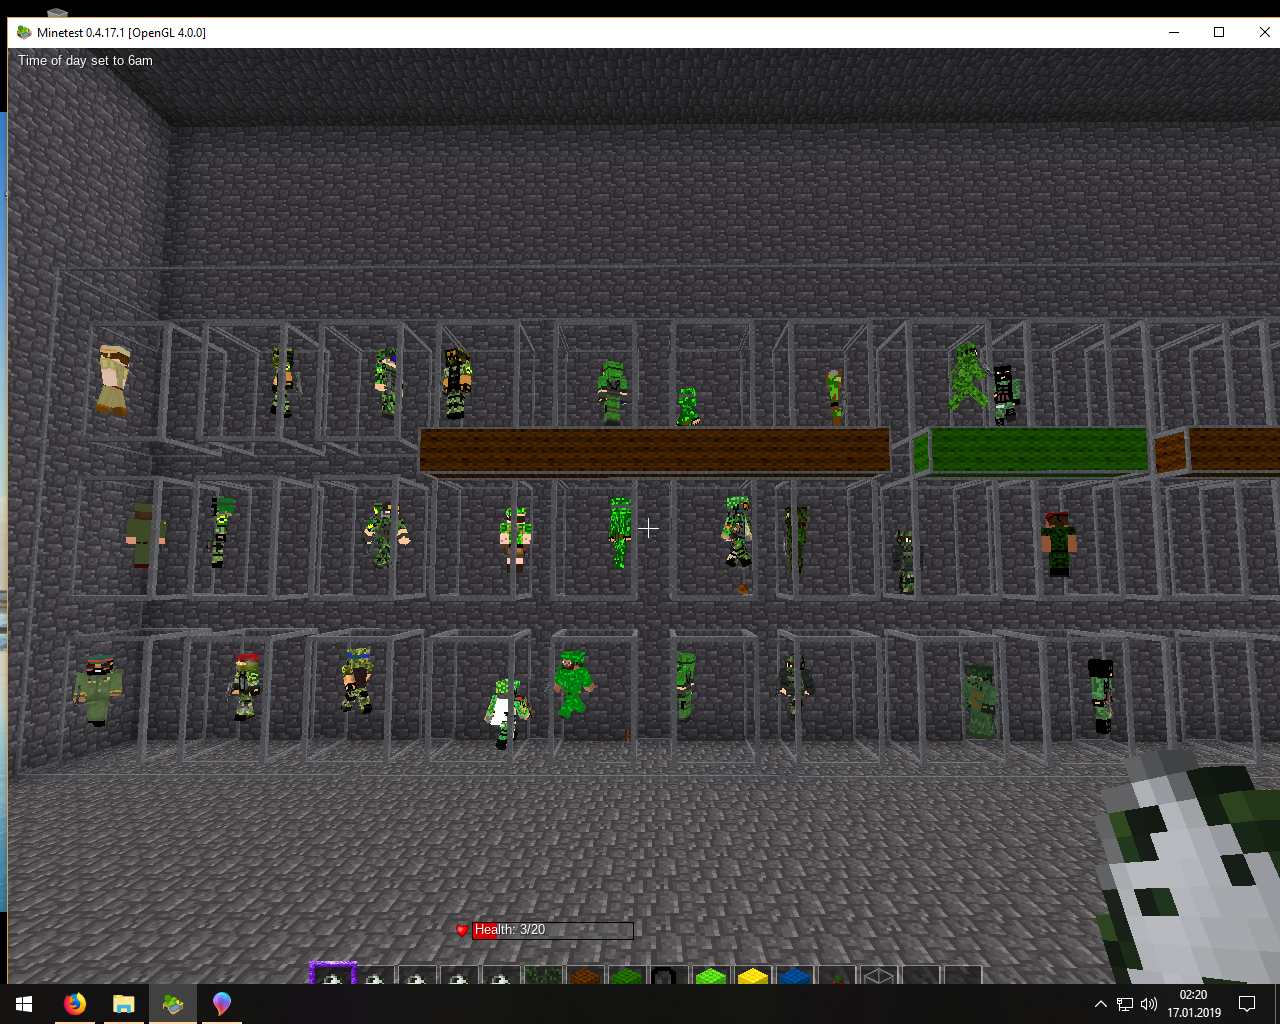 Minetest 0.4.17.1 [OpenGL 4.0.0]
Time of day set to 6am
Health: 3/20
02:20
17.01.2019